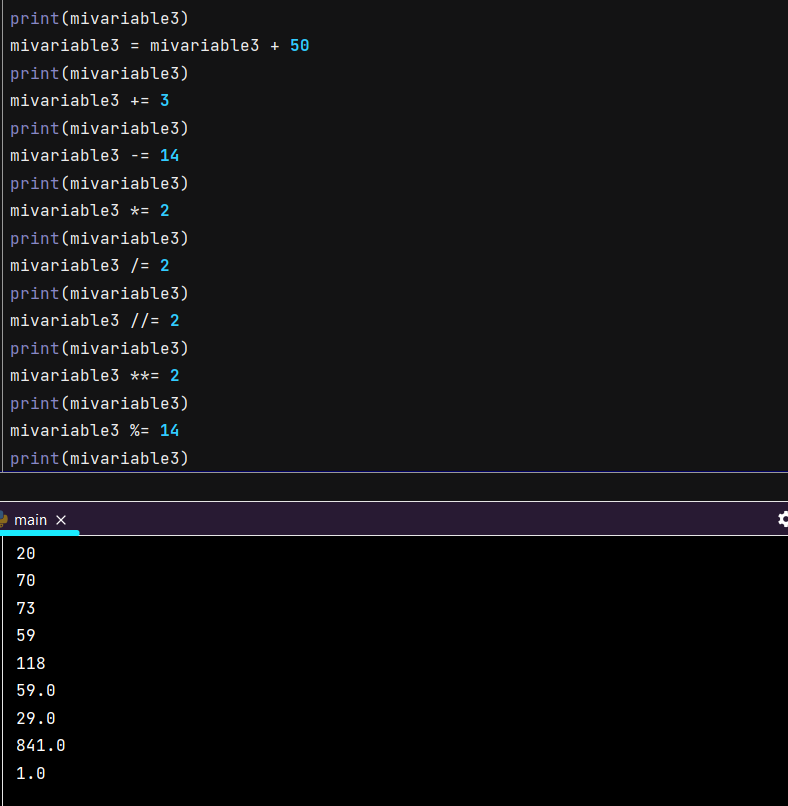 print(mivariable3)
mivariable3 = mivariable3 + 50
print(mivariable3)
mivariable3 += 3
print(mivariable3)
mivariable3 -= 14
print(mivariable3)
mivariable3 *= 2
print(mivariable3)
mivariable3 /= 2
print(mivariable3)
mivariable3 //= 2
print(mivariable3)
mivariable3 **= 2
print(mivariable3)
mivariable3 %= 14
print(mivariable3)
main ×
20
70
73
59
118
59.0
29.0
841.0
1.0